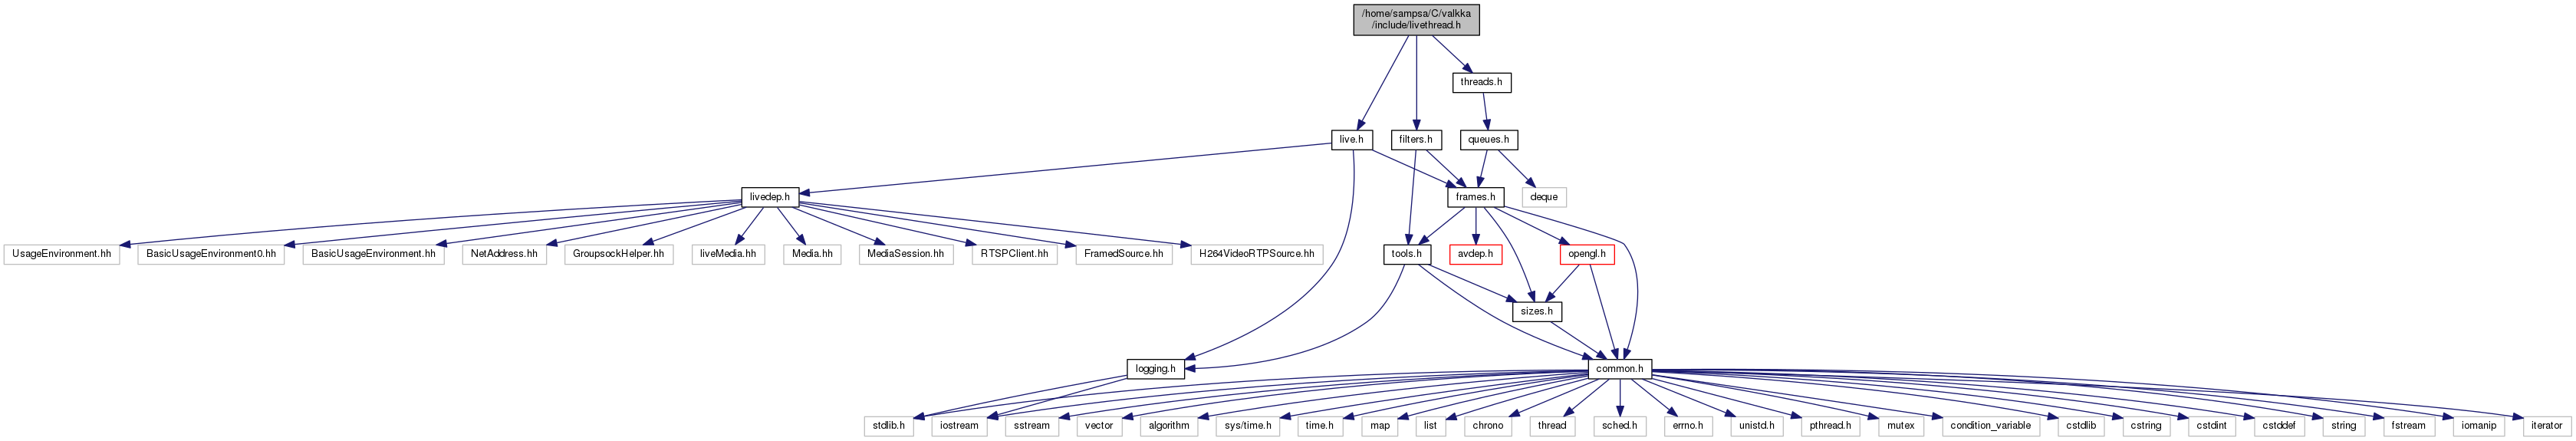 /home/sampsa/C/valkka
/include/livethread.h
threads.h
live.h
filters.h
queues.h
livedep.h
frames.h
deque
UsageEnvironment.hh
BasicUsageEnvironment0.hh
BasicUsageEnvironment.hh
NetAddress.hh
GroupsockHelper.hh
liveMedia.hh
Media.hh
MediaSession.hh
RTSPClient.hh
FramedSource.hh
H264VideoRTPSource.hh
tools.h
avdep.h
opengl.h
sizes.h
logging.h
common.h
stdlib.h
iostream
sstream
vector
algorithm
sys/time.h
time.h
map
list
chrono
thread
sched.h
errno.h
unistd.h
pthread.h
mutex
condition_variable
cstdlib
cstring
cstdint
cstddef
string
fstream
iomanip
iterator